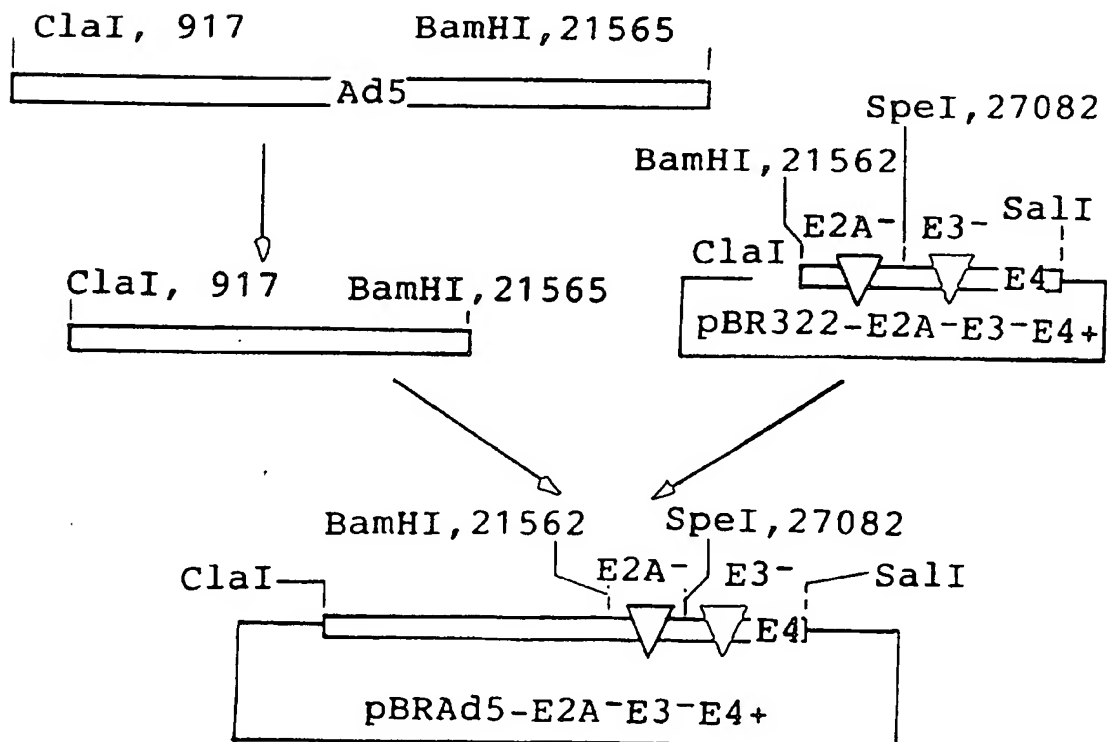 ClaI, 917 BamHI,21565
Ad5
SpeI,27082
BamHI,21562
E2A⁻ E3⁻ SalI
ClaI
E4
pBR322-E2A⁻E3⁻E4+
ClaI, 917 BamHI,21565
BamHI,21562 SpeI,27082
E2A⁻ E3⁻
ClaI SalI
E4
pBRAd5-E2A⁻E3⁻E4+